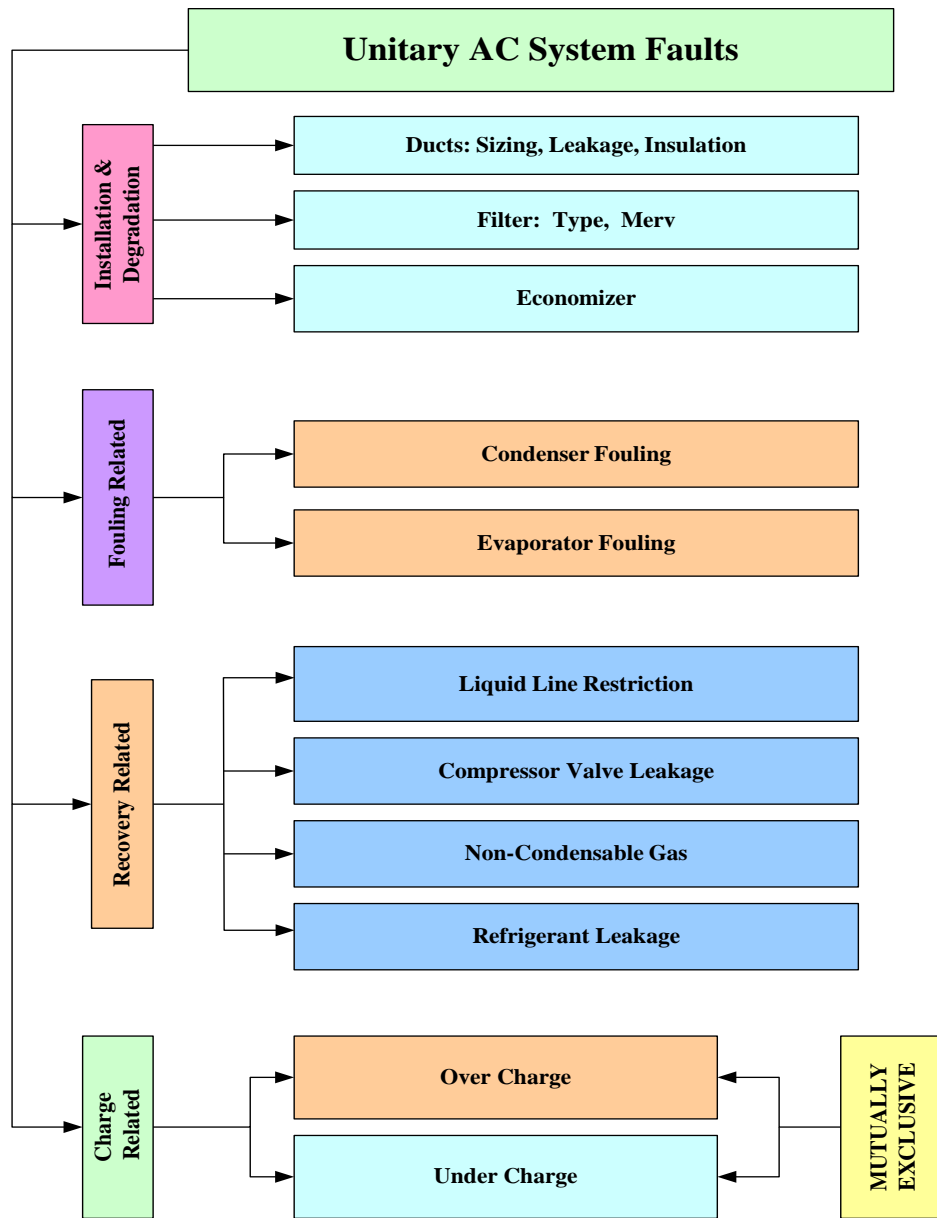 Unitary AC System Faults
Installation &
Degradation
Ducts: Sizing, Leakage, Insulation
Filter: Type, Merv
Economizer
Fouling Related
Condenser Fouling
Evaporator Fouling
Recovery Related
Liquid Line Restriction
Compressor Valve Leakage
Non-Condensable Gas
Refrigerant Leakage
Charge
Related
Over Charge
Under Charge
MUTUALLY
EXCLUSIVE